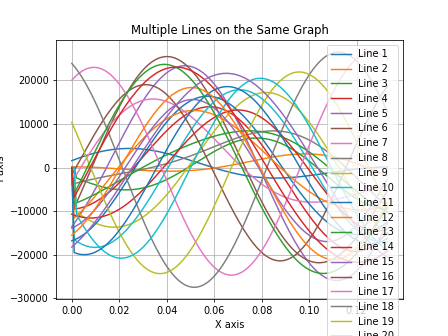 Multiple Lines on the Same Graph
20000
10000
0
-10000
-20000
-30000
0.00
0.02
0.04
0.06
0.08
0.10
X axis
axis
Line 1
Line 2
Line 3
Line 4
Line 5
Line 6
Line 7
Line 8
Line 9
Line 10
Line 11
Line 12
Line 13
Line 14
Line 15
Line 16
Line 17
Line 18
Line 19
Line 20